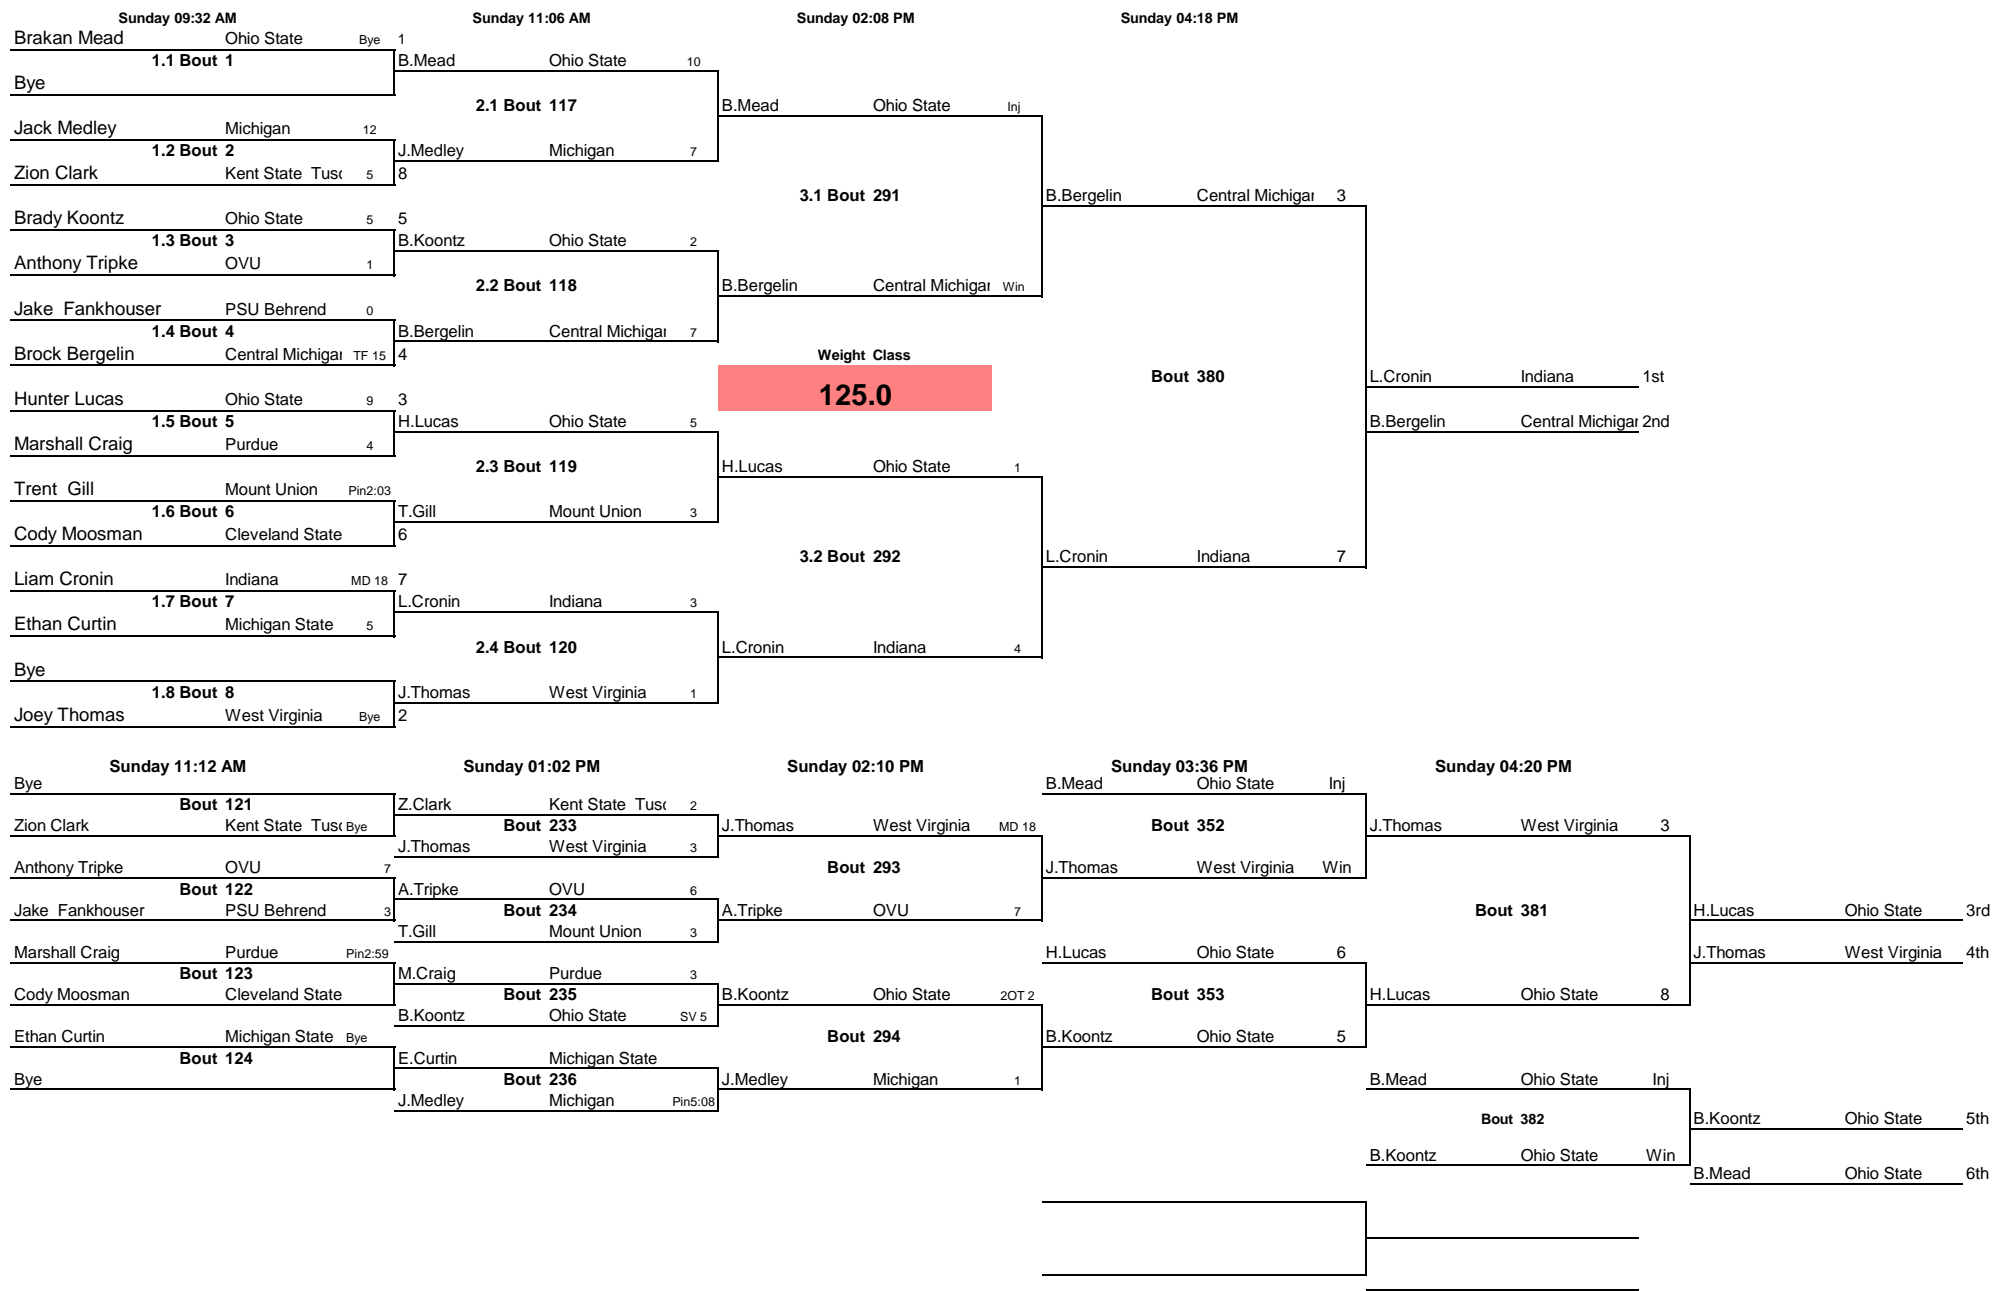 Sunday 09:32 AM Sunday 11:06 AM Sunday 02:08 PM Sunday 04:18 PM
Brakan Mead Ohio State Bye 1
1.1 Bout 1 B.Mead Ohio State 10
Bye
2.1 Bout 117 B.Mead Ohio State Inj
Jack Medley Michigan 12
1.2 Bout 2 J.Medley Michigan 7
Zion Clark Kent State Tusc 5 8
3.1 Bout 291 B.Bergelin Central Michigan 3
Brady Koontz Ohio State 5 5
1.3 Bout 3 B.Koontz Ohio State 2
Anthony Tripke OVU 1
2.2 Bout 118 B.Bergelin Central Michigan Win
Jake Fankhouser PSU Behrend 0
1.4 Bout 4 B.Bergelin Central Michigan 7
Brock Bergelin Central Michigan TF 15 4 Weight Class
Bout 380 L.Cronin Indiana 1st
125.0
Hunter Lucas Ohio State 9 3
1.5 Bout 5 H.Lucas Ohio State 5 B.Bergelin Central Michigan 2nd
Marshall Craig Purdue 4
2.3 Bout 119 H.Lucas Ohio State 1
Trent Gill Mount Union Pin2:03
1.6 Bout 6 T.Gill Mount Union 3
Cody Moosman Cleveland State 6
3.2 Bout 292 L.Cronin Indiana 7
Liam Cronin Indiana MD 18 7
1.7 Bout 7 L.Cronin Indiana 3
Ethan Curtin Michigan State 5
2.4 Bout 120 L.Cronin Indiana 4
Bye
1.8 Bout 8 J.Thomas West Virginia 1
Joey Thomas West Virginia Bye 2
Sunday 11:12 AM Sunday 01:02 PM Sunday 02:10 PM Sunday 03:36 PM Sunday 04:20 PM
Bye B.Mead Ohio State Inj
Bout 121 Z.Clark Kent State Tusc 2
Zion Clark Kent State Tusc Bye Bout 233 J.Thomas West Virginia MD 18 Bout 352 J.Thomas West Virginia 3
J.Thomas West Virginia 3
Anthony Tripke OVU 7 Bout 293 J.Thomas West Virginia Win
Bout 122 A.Tripke OVU 6
Jake Fankhouser PSU Behrend 3 Bout 234 A.Tripke OVU 7 Bout 381 H.Lucas Ohio State 3rd
T.Gill Mount Union 3
Marshall Craig Purdue Pin2:59 H.Lucas Ohio State 6 J.Thomas West Virginia 4th
Bout 123 M.Craig Purdue 3
Cody Moosman Cleveland State Bout 235 B.Koontz Ohio State 2OT 2 Bout 353 H.Lucas Ohio State 8
B.Koontz Ohio State SV 5
Ethan Curtin Michigan State Bye Bout 294 B.Koontz Ohio State 5
Bout 124 E.Curtin Michigan State
Bye Bout 236 J.Medley Michigan 1 B.Mead Ohio State Inj
J.Medley Michigan Pin5:08
Bout 382 B.Koontz Ohio State 5th
B.Koontz Ohio State Win
B.Mead Ohio State 6th